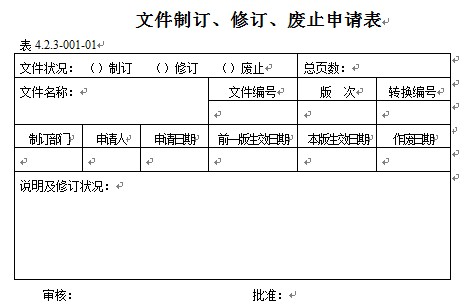 文件制订、修订、废止申请表
表 4.2.3-001-01
文件状况：（ ）制订 （ ）修订 （ ）废止 总页数：
文件名称： 文件编号 版 次 转换编号
制订部门 申请人 申请日期 前一版生效日期 本版生效日期 作废日期
说明及修订状况：
审核： 批准：